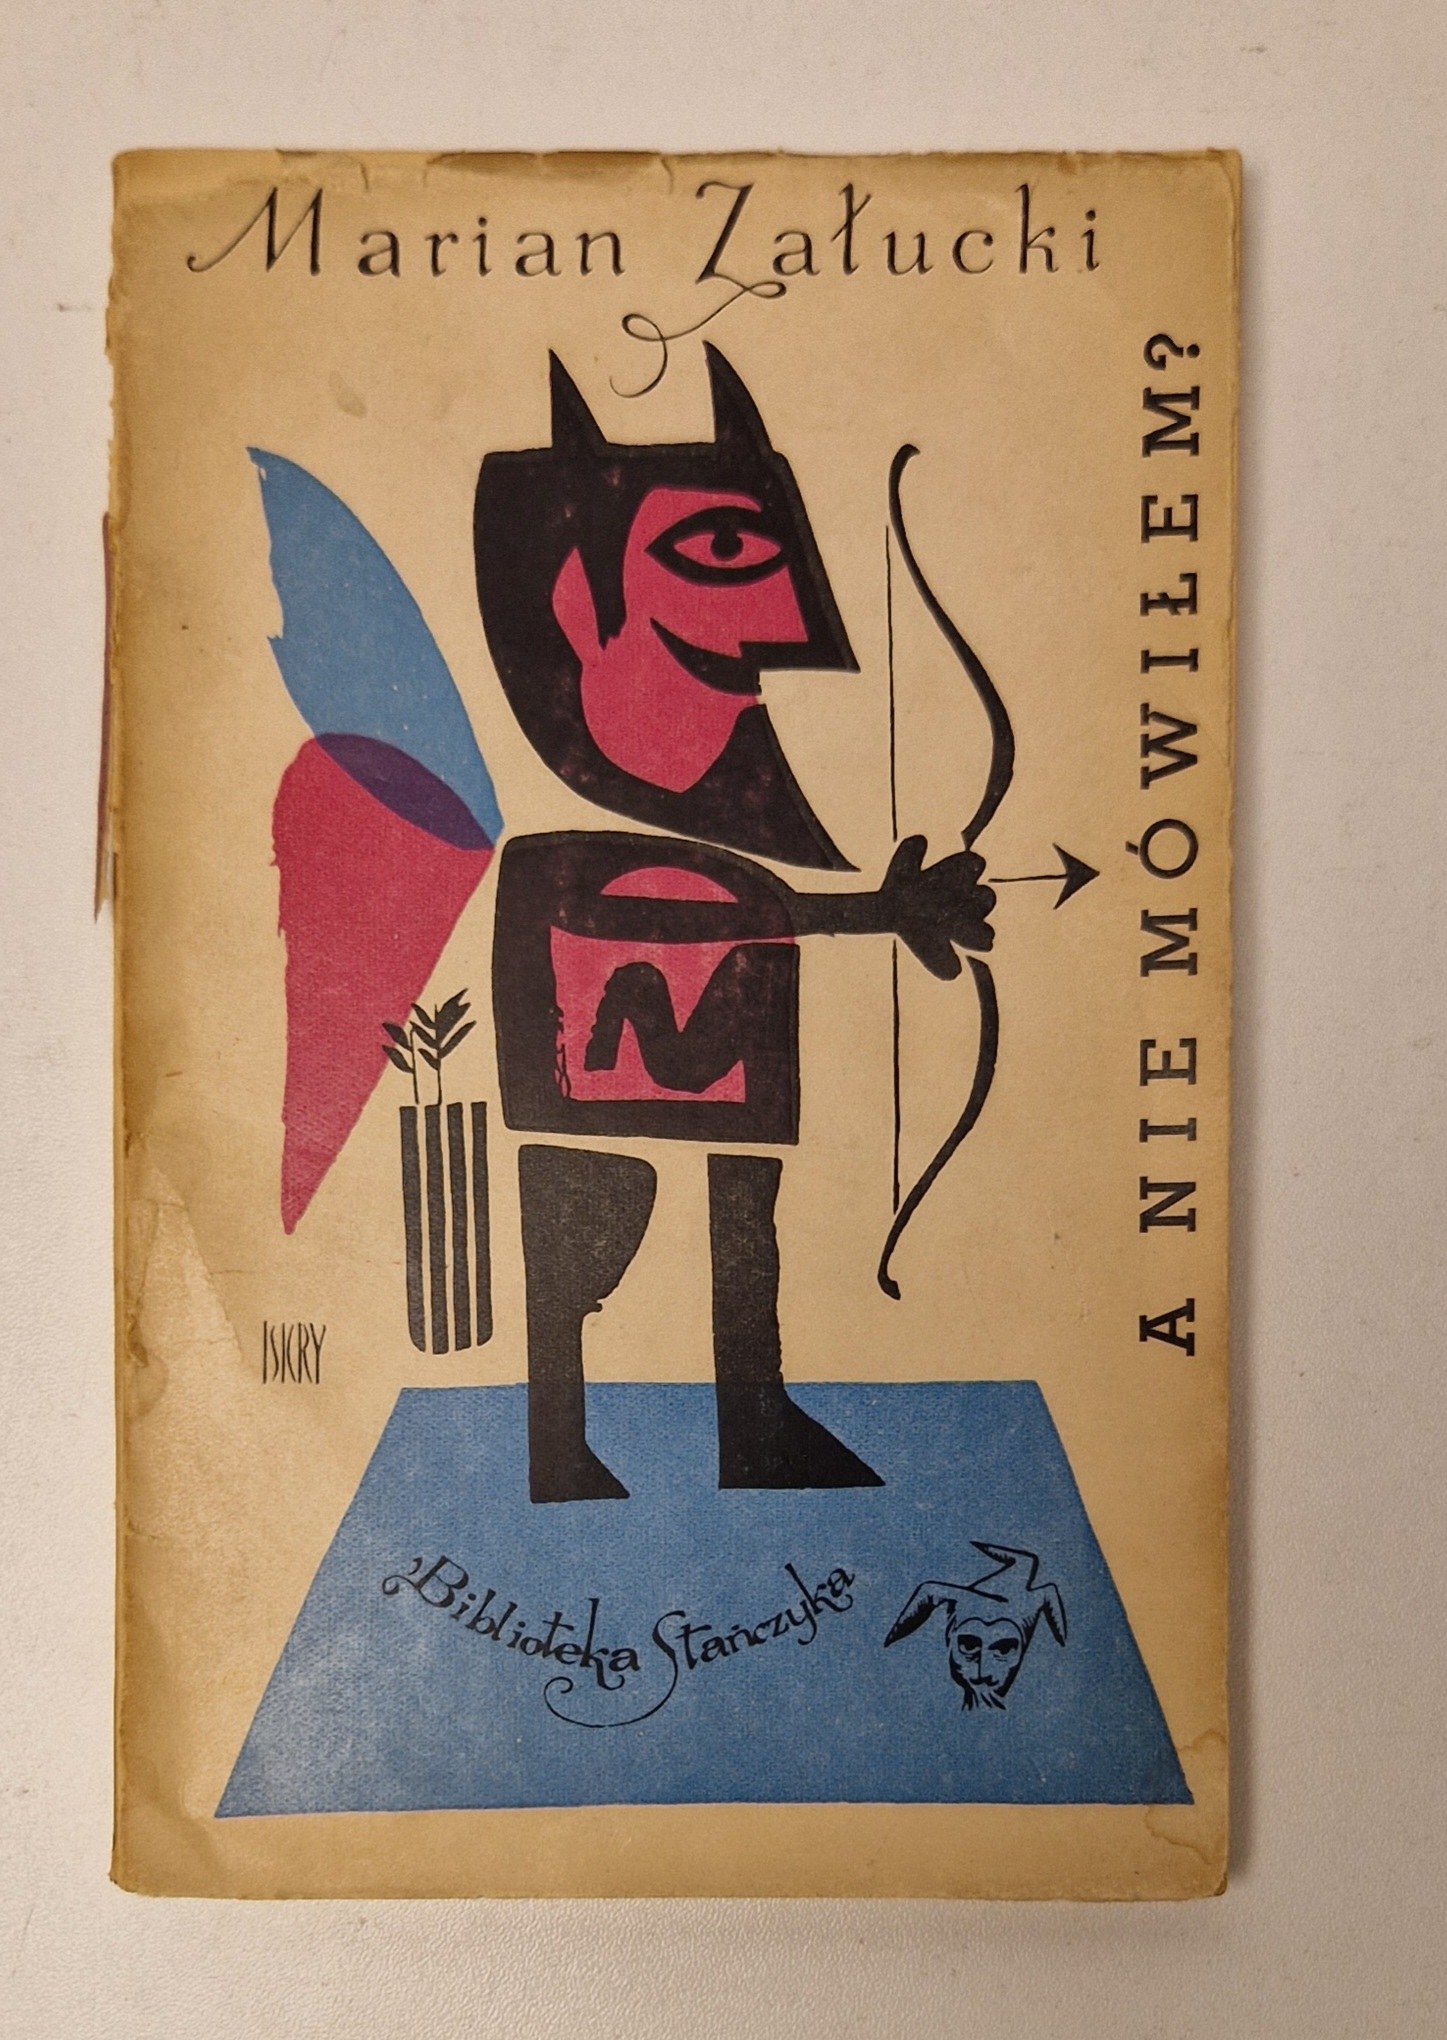 Marian Załucki
A NIE MÓWIŁEM?
ISKRY
Biblioteka Stańczyka